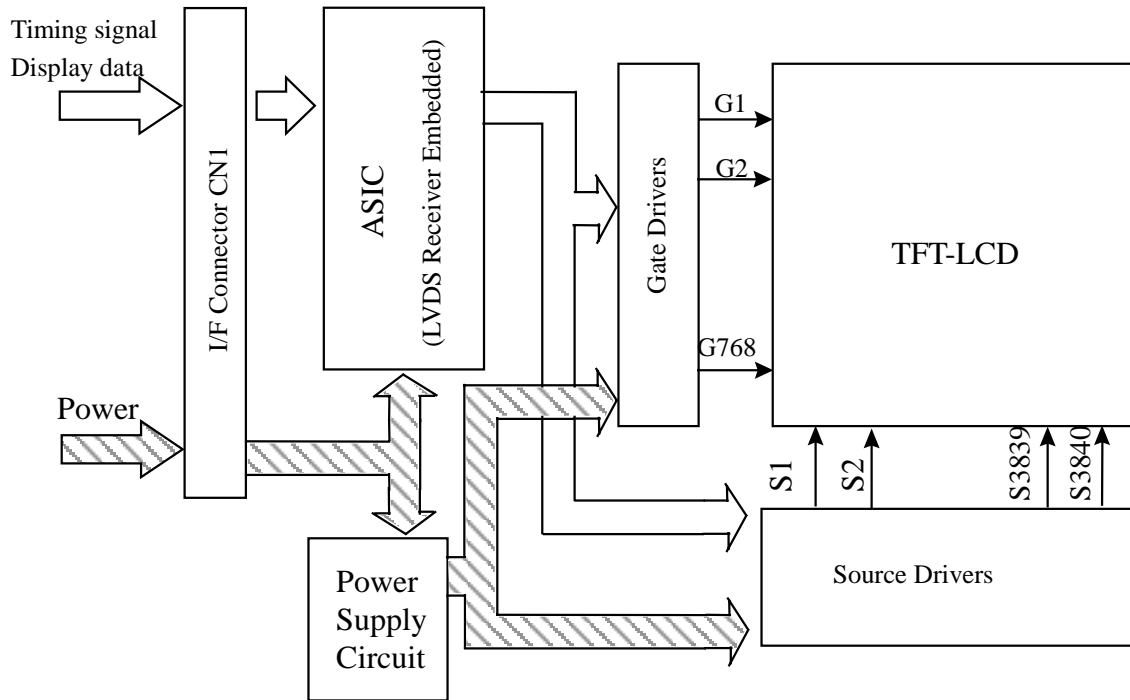 Timing signal
Display data
Power
I/F Connector CN1
ASIC
(LVDS Receiver Embedded)
Power
Supply
Circuit
Gate Drivers
G1
G2
G768
TFT-LCD
S1
S2
S3839
S3840
Source Drivers